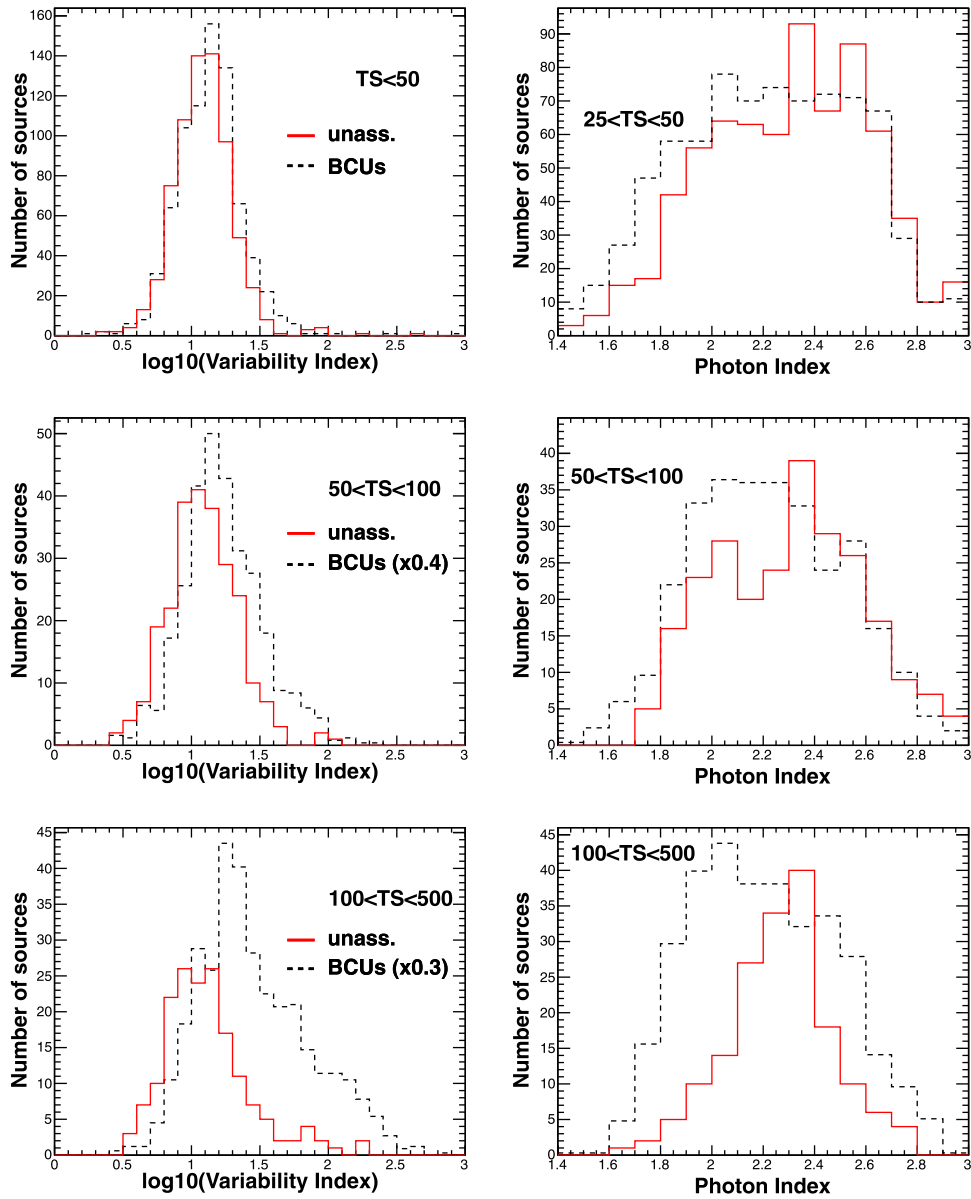 160
140
120
100
80
60
40
20
0
Number of sources
TS<50
unass.
BCUs
0 0.5 1 1.5 2 2.5 3
log10(Variability Index)
90
80
70
60
50
40
30
20
10
0
Number of sources
25<TS<50
1.4 1.6 1.8 2 2.2 2.4 2.6 2.8 3
Photon Index
50
40
30
20
10
0
Number of sources
50<TS<100
unass.
BCUs (x0.4)
0 0.5 1 1.5 2 2.5 3
log10(Variability Index)
40
35
30
25
20
15
10
5
0
Number of sources
50<TS<100
1.4 1.6 1.8 2 2.2 2.4 2.6 2.8 3
Photon Index
45
40
35
30
25
20
15
10
5
0
Number of sources
100<TS<500
unass.
BCUs (x0.3)
0 0.5 1 1.5 2 2.5 3
log10(Variability Index)
45
40
35
30
25
20
15
10
5
0
Number of sources
100<TS<500
1.4 1.6 1.8 2 2.2 2.4 2.6 2.8 3
Photon Index